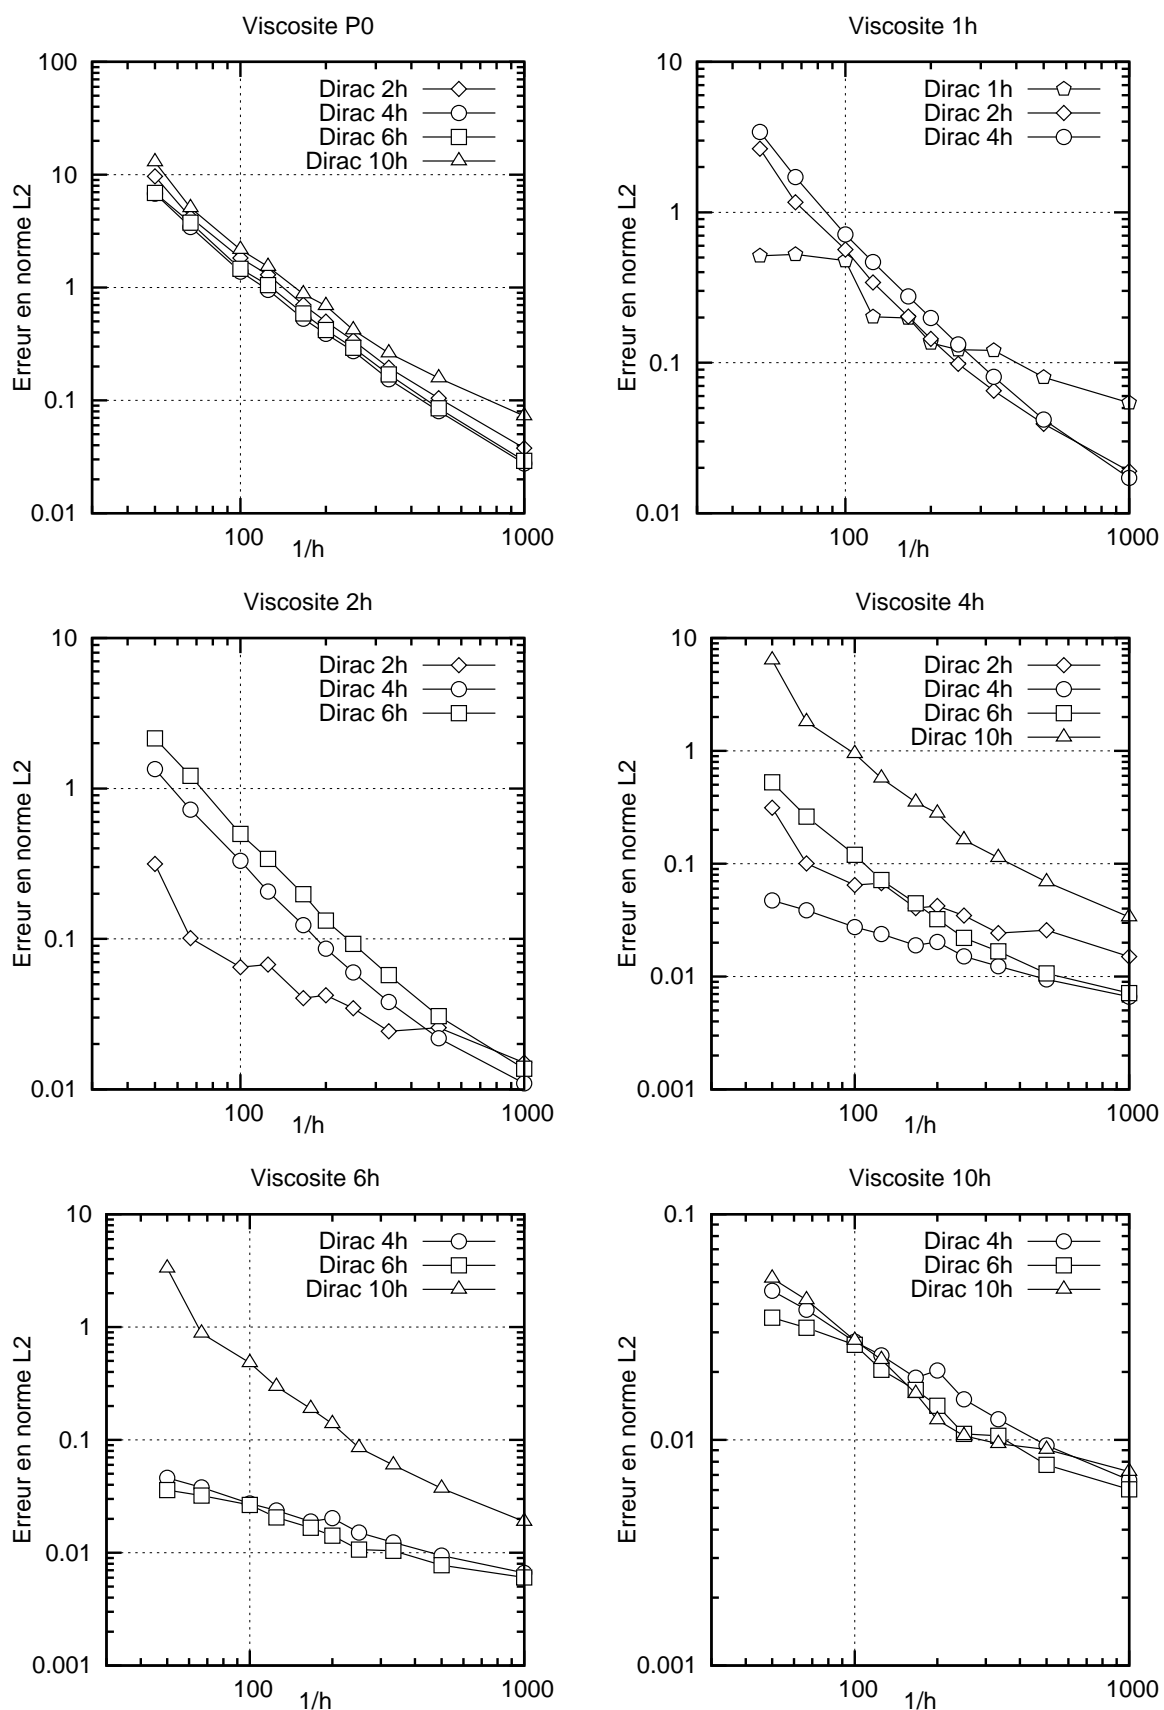 Viscosite P0
100
10
1
0.1
0.01
Erreur en norme L2
Dirac 2h
Dirac 4h
Dirac 6h
Dirac 10h
100
1000
1/h
Viscosite 1h
10
1
0.1
0.01
Erreur en norme L2
Dirac 1h
Dirac 2h
Dirac 4h
100
1000
1/h
Viscosite 2h
10
1
0.1
0.01
Erreur en norme L2
Dirac 2h
Dirac 4h
Dirac 6h
100
1000
1/h
Viscosite 4h
10
1
0.1
0.01
0.001
Erreur en norme L2
Dirac 2h
Dirac 4h
Dirac 6h
Dirac 10h
100
1000
1/h
Viscosite 6h
10
1
0.1
0.01
0.001
Erreur en norme L2
Dirac 4h
Dirac 6h
Dirac 10h
100
1000
1/h
Viscosite 10h
0.1
0.01
0.001
Erreur en norme L2
Dirac 4h
Dirac 6h
Dirac 10h
100
1000
1/h